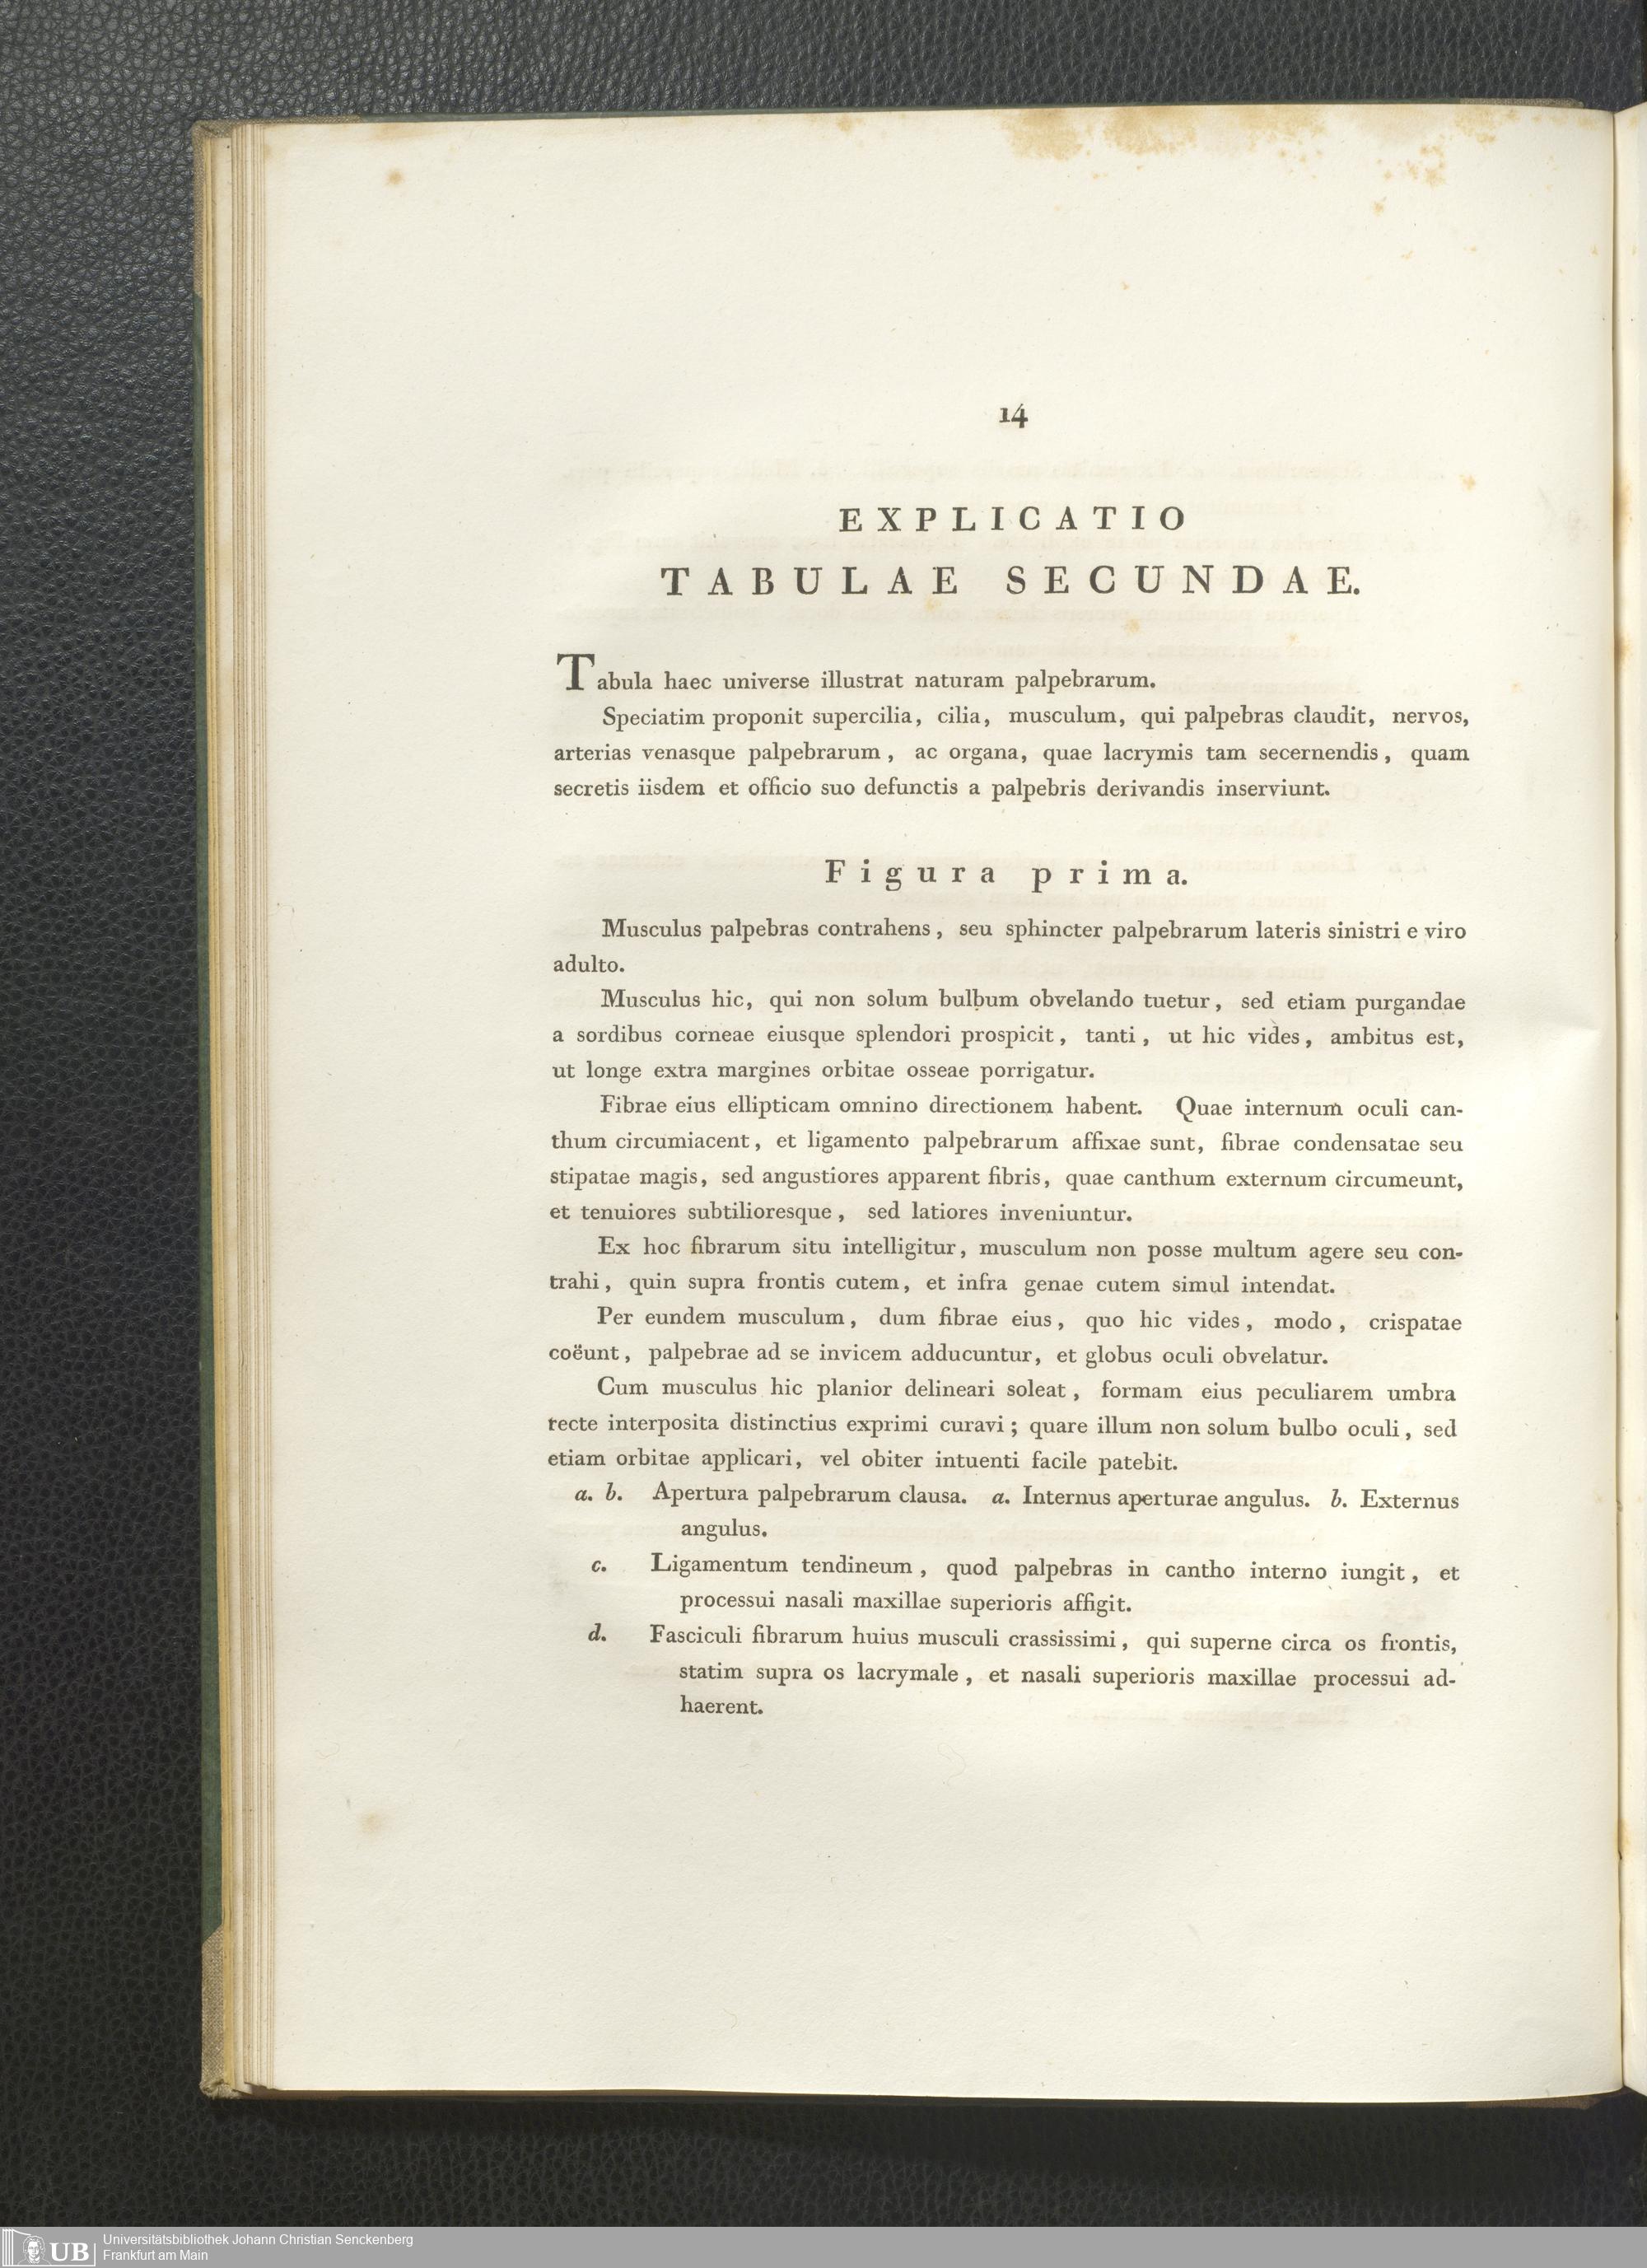 14
EXPLICATIO
TABULAE SECUNDAE.
Tabula haec universe illustrat naturam palpebrarum.
Speciatim proponit supercilia, cilia, musculum, qui palpebras claudit, nervos,
arterias venasque palpebrarum, ac organa, quae lacrymis tam secernendis, quam
secretis iisdem et officio suo defunctis a palpebris derivandis inserviunt.
Figura prima.
Musculus palpebras contrahens, seu sphincter palpebrarum lateris sinistri e viro
adulto.
Musculus hic, qui non solum bulbum obvelando tuetur, sed etiam purgandae
a sordibus corneae eiusque splendori prospicit, tanti, ut hic vides, ambitus est,
ut longe extra margines orbitae osseae porrigatur.
Fibrae eius ellipticam omnino directionem habent. Quae internum oculi can-
thum circumiacent, et ligamento palpebrarum affixae sunt, fibrae condensatae seu
stipatae magis, sed angustiores apparent fibris, quae canthum externum circumeunt,
et tenuiores subtilioresque, sed latiores inveniuntur.
Ex hoc fibrarum situ intelligitur, musculum non posse multum agere seu con-
trahi, quin supra frontis cutem, et infra genae cutem simul intendat.
Per eundem musculum, dum fibrae eius, quo hic vides, modo, crispatae
coëunt, palpebrae ad se invicem adducuntur, et globus oculi obvelatur.
Cum musculus hic planior delineari soleat, formam eius peculiarem umbra
recte interposita distinctius exprimi curavi; quare illum non solum bulbo oculi, sed
etiam orbitae applicari, vel obiter intuenti facile patebit.
a. b. Apertura palpebrarum clausa. a. Internus aperturae angulus. b. Externus
angulus.
c. Ligamentum tendineum, quod palpebras in cantho interno iungit, et
processui nasali maxillae superioris affigit.
d. Fasciculi fibrarum huius musculi crassissimi, qui superne circa os frontis,
statim supra os lacrymale, et nasali superioris maxillae processui ad-
haerent.
UB
Universitätsbibliothek Johann Christian Senckenberg
Frankfurt am Main